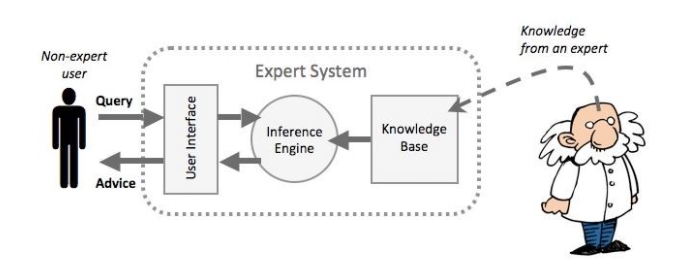 Non-expert
user
Query
Advice
Expert System
User Interface
Inference
Engine
Knowledge
Base
Knowledge
from an expert